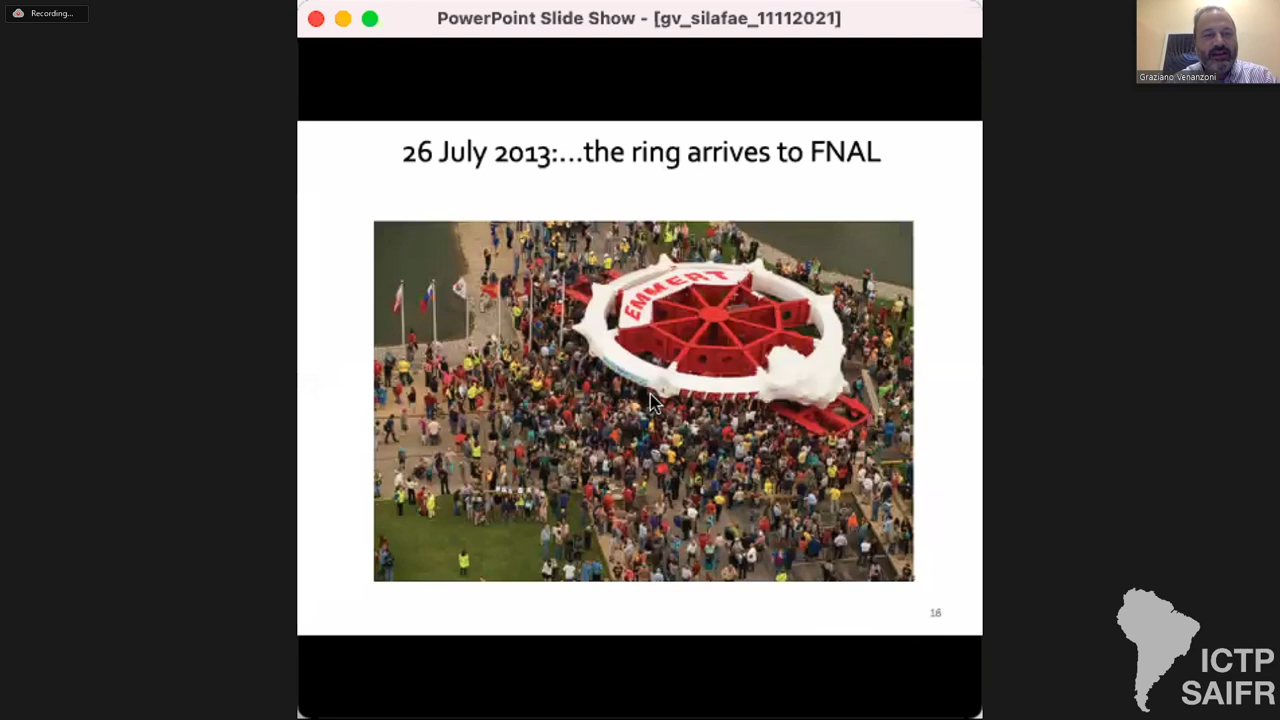 Recording...
PowerPoint Slide Show - [gv_silafae_11112021]
Graziano Venanzoni
26 July 2013:...the ring arrives to FNAL
EMMERT
16
ICTP
SAIFR